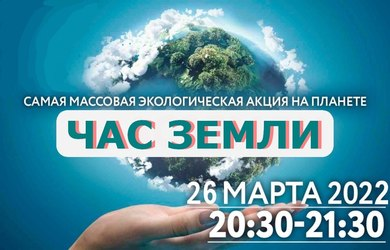 САМАЯ МАССОВАЯ ЭКОЛОГИЧЕСКАЯ АКЦИЯ НА ПЛАНЕТЕ
ЧАС ЗЕМЛИ
26 МАРТА 2022
20:30-21:30